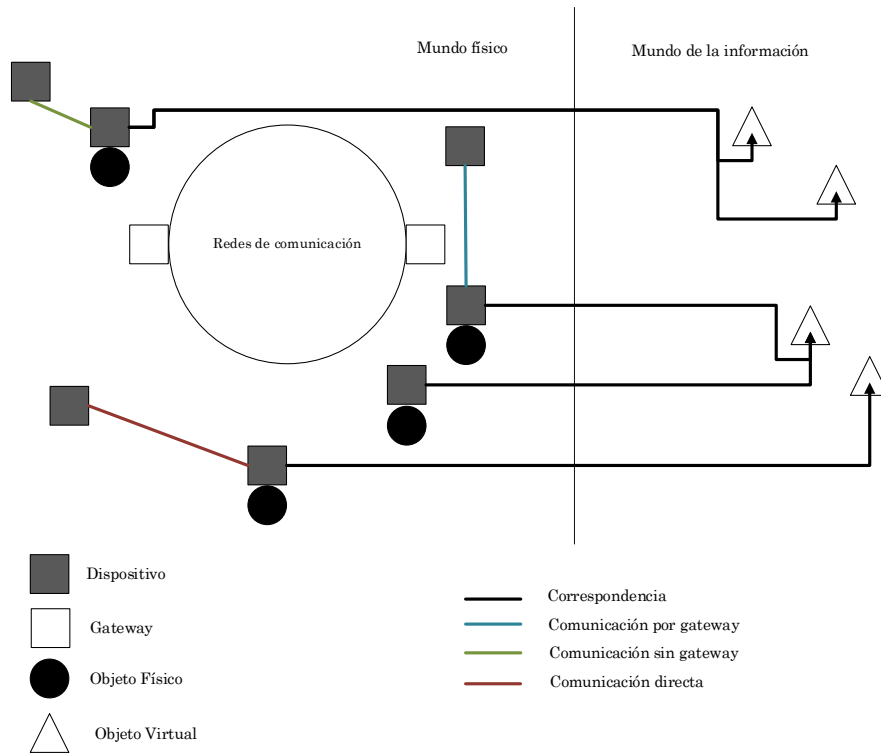 Mundo físico
Mundo de la información
Redes de comunicación
Dispositivo
Gateway
Objeto Físico
Objeto Virtual
Correspondencia
Comunicación por gateway
Comunicación sin gateway
Comunicación directa